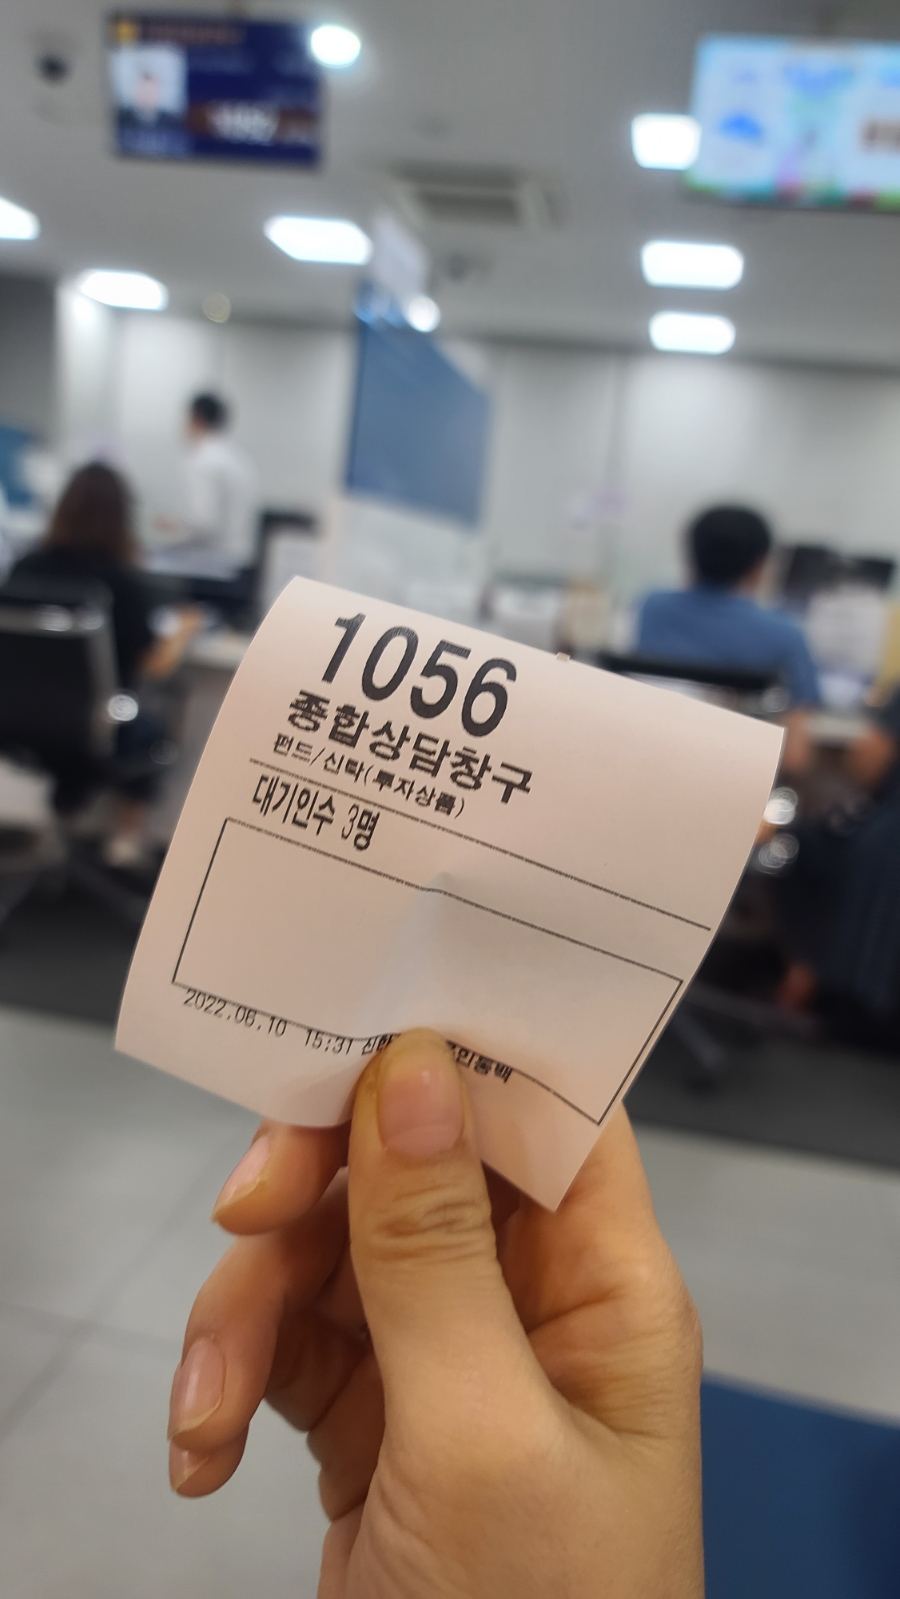 1056
종합상담창구
펀드/신탁(투자상품)
대기인수 3명
2022.06.10 15:31